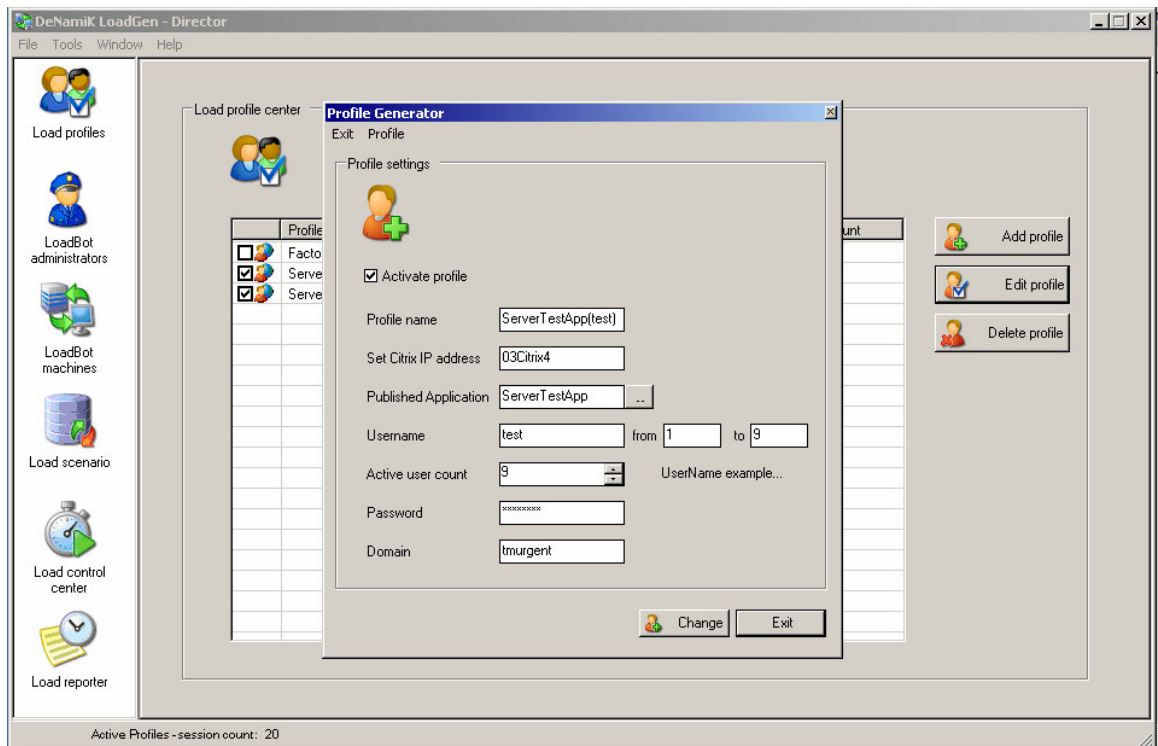 DeNamiK LoadGen - Director
File Tools Window Help
Load profiles
LoadBot
administrators
LoadBot
machines
Load scenario
Load control
center
Load reporter
Load profile center
Profile
unt
Facto
Serve
Serve
Add profile
Edit profile
Delete profile
Profile Generator
Exit Profile
Profile settings
Activate profile
Profile name ServerTestApp(test)
Set Citrix IP address 03Citrix4
Published Application ServerTestApp ..
Username test from 1 to 9
Active user count 9 UserName example...
Password ××××××××
Domain tmurgent
Change Exit
Active Profiles - session count: 20